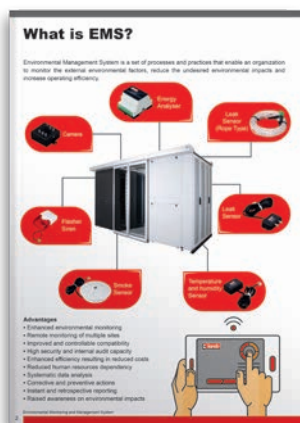 What is EMS?
Environmental Management System is a set of processes and practices that enable an organization
to monitor the external environmental factors, reduce the undesired environmental impacts and
increase operating efficiency.
Energy
Analyser
Leak
Sensor
(Rope Type)
Camera
Flasher
Siren
Leak
Sensor
Smoke
Sensor
Temperature
and humidity
Sensor
Advantages
• Enhanced environmental monitoring
• Remote monitoring of multiple sites
• Improved and controllable compatibility
• High security and internal audit capacity
• Enhanced efficiency resulting in reduced costs
• Reduced human resources dependency
• Systematic data analysis
• Corrective and preventive actions
• Instant and retrospective reporting
• Raised awareness on environmental impacts
Environmental Monitoring and Management System
2